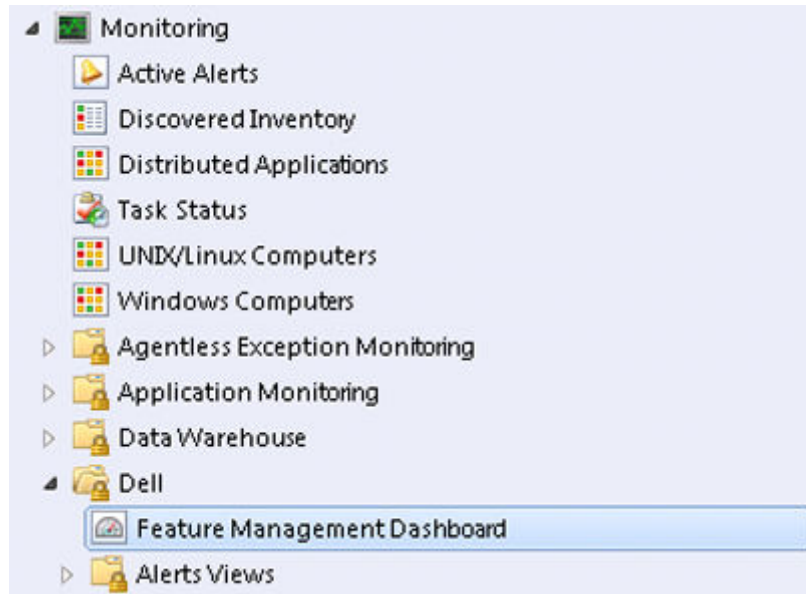 Monitoring
Active Alerts
Discovered Inventory
Distributed Applications
Task Status
UNIX/Linux Computers
Windows Computers
Agentless Exception Monitoring
Application Monitoring
Data Warehouse
Dell
Feature Management Dashboard
Alerts Views